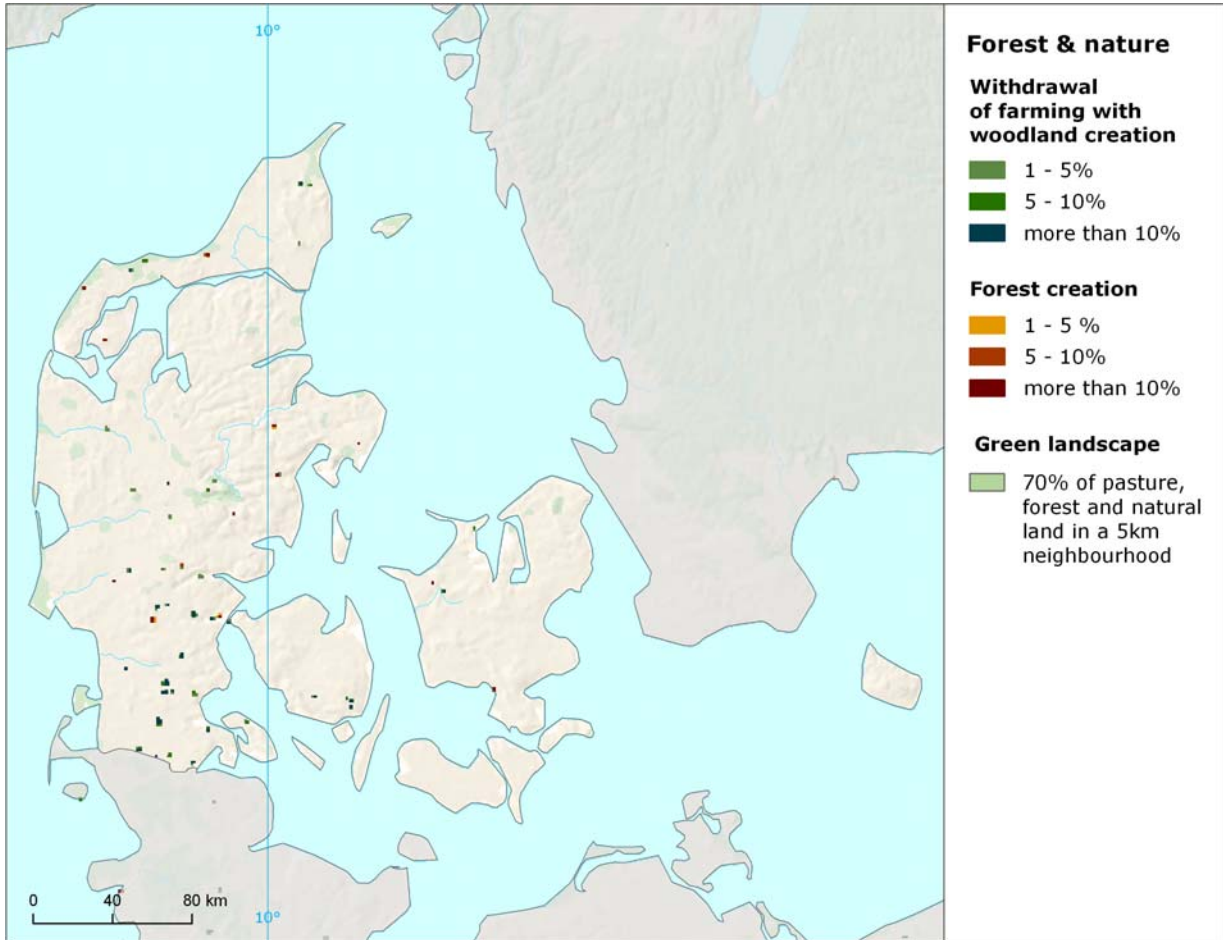 10°
10°
0 40 80 km
Forest & nature
Withdrawal
of farming with
woodland creation
1 - 5%
5 - 10%
more than 10%
Forest creation
1 - 5 %
5 - 10%
more than 10%
Green landscape
70% of pasture,
forest and natural
land in a 5km
neighbourhood